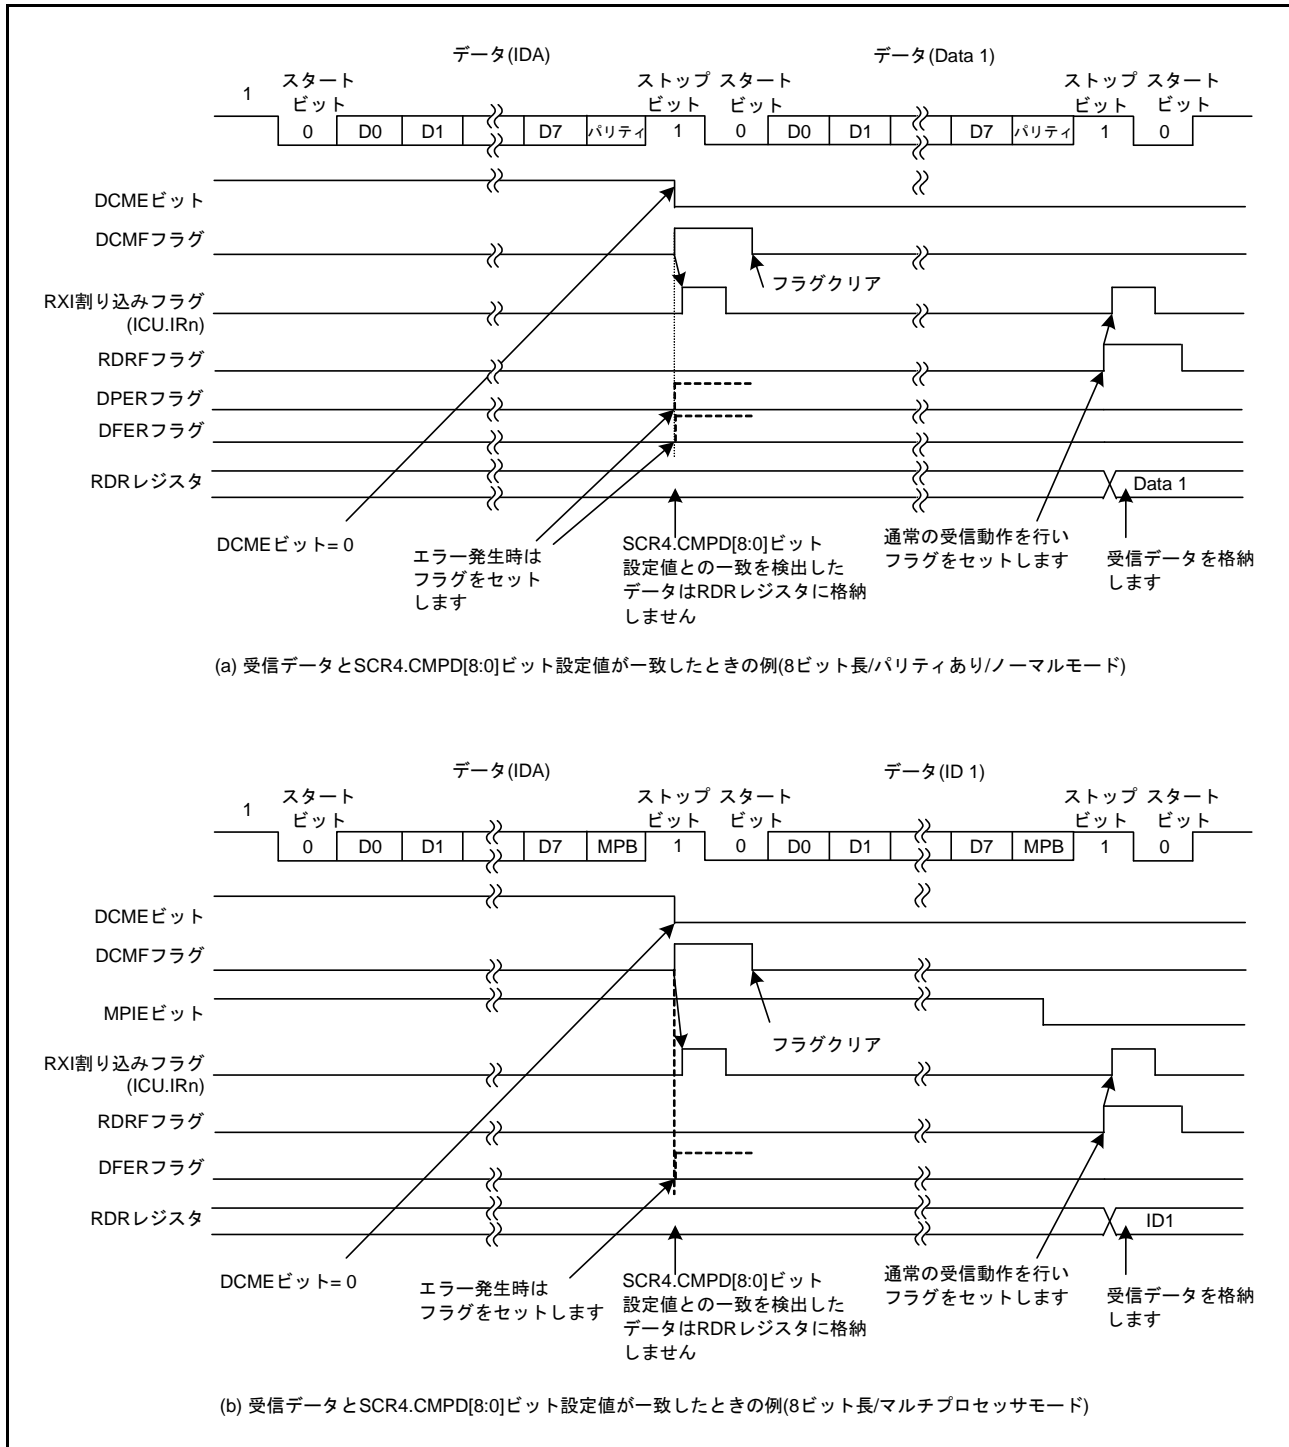 データ(IDA)
データ(Data 1)
1
スタート
ビット
ストップ
ビット
スタート
ビット
ストップ
ビット
スタート
ビット
0 D0 D1 D7 パリティ 1 0 D0 D1 D7 パリティ 1 0
DCMEビット
DCMFフラグ
フラグクリア
RXI割り込みフラグ
(ICU.IRn)
RDRFフラグ
DPERフラグ
DFERフラグ
RDRレジスタ
Data 1
DCMEビット= 0
エラー発生時は
フラグをセット
します
SCR4.CMPD[8:0]ビット
設定値との一致を検出した
データはRDRレジスタに格納
しません
通常の受信動作を行い
フラグをセットします
受信データを格納
します
(a) 受信データとSCR4.CMPD[8:0]ビット設定値が一致したときの例(8ビット長/パリティあり/ノーマルモード)
データ(IDA)
データ(ID 1)
1
スタート
ビット
ストップ
ビット
スタート
ビット
ストップ
ビット
スタート
ビット
0 D0 D1 D7 MPB 1 0 D0 D1 D7 MPB 1 0
DCMEビット
DCMFフラグ
MPIEビット
フラグクリア
RXI割り込みフラグ
(ICU.IRn)
RDRFフラグ
DFERフラグ
RDRレジスタ
ID1
DCMEビット= 0
エラー発生時は
フラグをセットします
SCR4.CMPD[8:0]ビット
設定値との一致を検出した
データはRDRレジスタに格納
しません
通常の受信動作を行い
フラグをセットします
受信データを格納
します
(b) 受信データとSCR4.CMPD[8:0]ビット設定値が一致したときの例(8ビット長/マルチプロセッサモード)